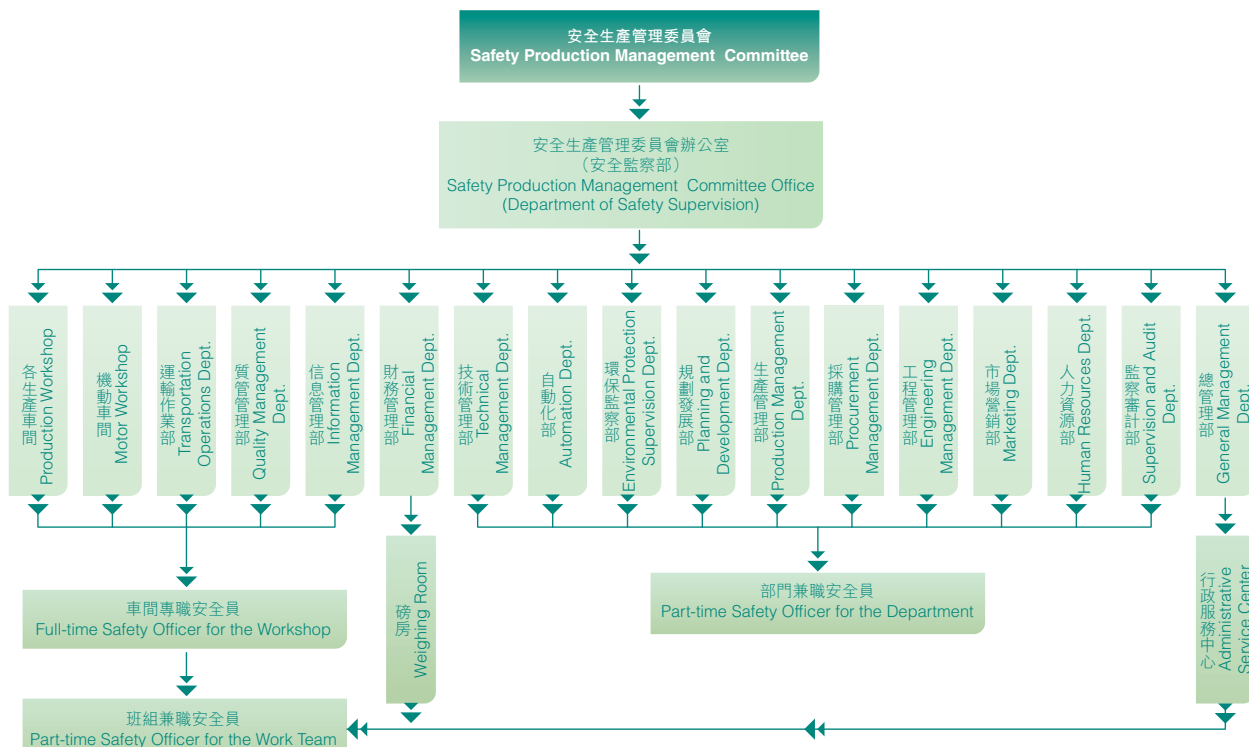 安全生產管理委員會
Safety Production Management Committee
安全生產管理委員會辦公室
（安全監察部）
Safety Production Management Committee Office
(Department of Safety Supervision)
各生產車間
Production Workshop
機動車間
Motor Workshop
運輸作業部
Transportation
Operations Dept.
質管管理部
Quality Management
Dept.
信息管理部
Information
Management Dept.
財務管理部
Financial
Management Dept.
技術管理部
Technical
Management Dept.
自動化部
Automation Dept.
環保監察部
Environmental Protection
Supervision Dept.
規劃發展部
Planning and
Development Dept.
生產管理部
Production Management
Dept.
採購管理部
Procurement
Management Dept.
工程管理部
Engineering
Management Dept.
市場營銷部
Marketing Dept.
人力資源部
Human Resources Dept.
監察審計部
Supervision and Audit
Dept.
總管理部
General Management
Dept.
車間專職安全員
Full-time Safety Officer for the Workshop
磅房
Weighing Room
部門兼職安全員
Part-time Safety Officer for the Department
行政服務中心
Administrative
Service Center
班組兼職安全員
Part-time Safety Officer for the Work Team